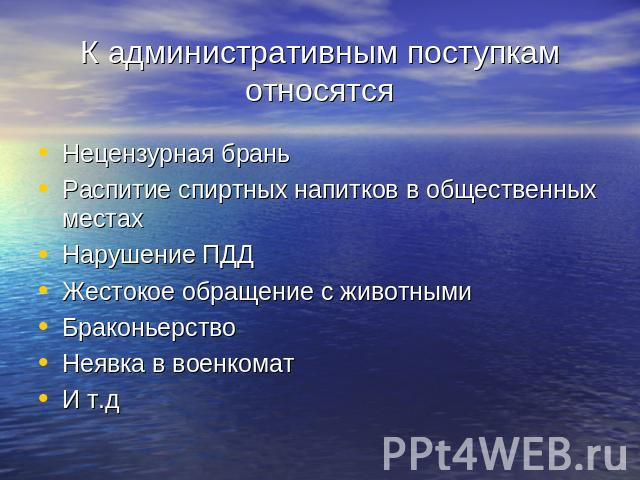 К административным поступкам
относятся
• Нецензурная брань
• Распитие спиртных напитков в общественных
местах
• Нарушение ПДД
• Жестокое обращение с животными
• Браконьерство
• Неявка в военкомат
• И т.д
PPt4WEB.ru